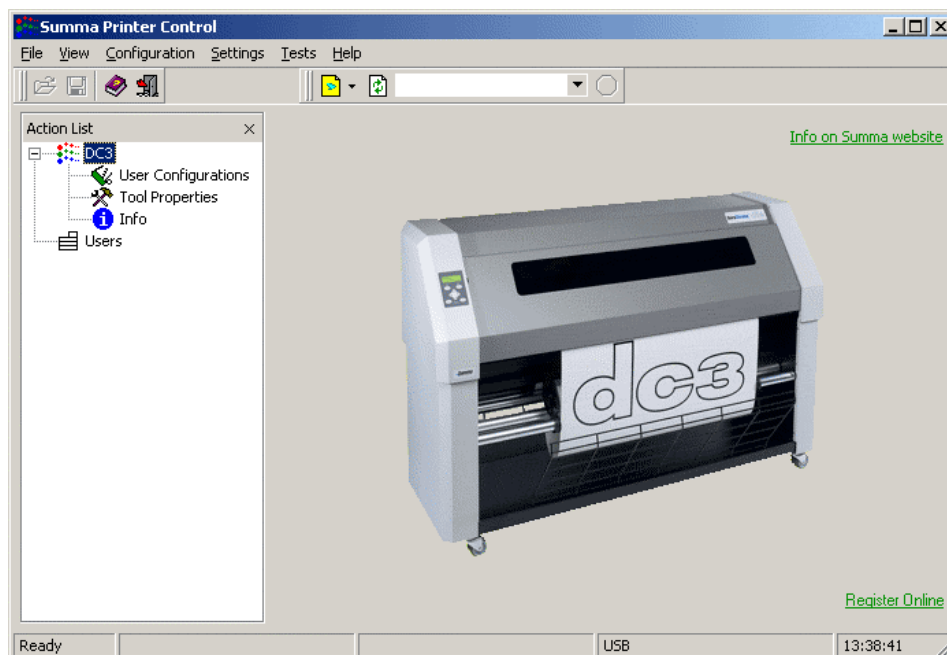 Summa Printer Control
File View Configuration Settings Tests Help
Action List
Info on Summa website
DC3
User Configurations
Tool Properties
Info
Users
dc3
Register Online
Ready USB 13:38:41